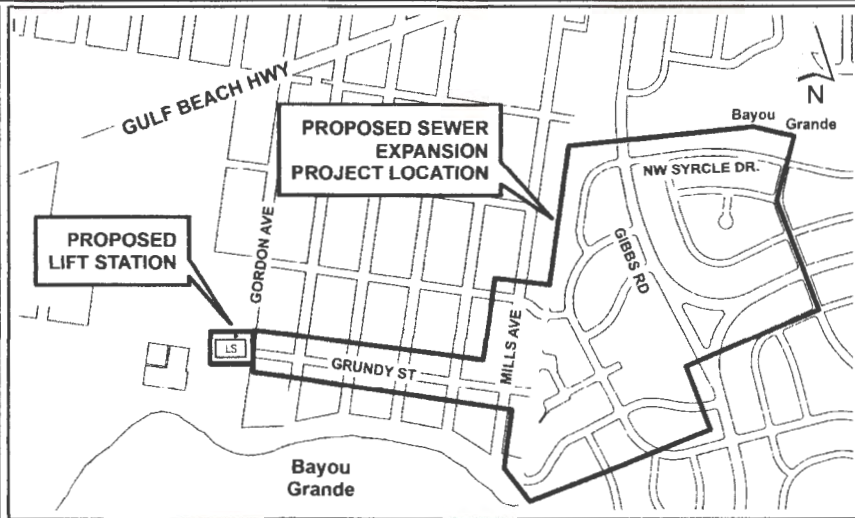 GULF BEACH HWY
PROPOSED SEWER
EXPANSION
PROJECT LOCATION
Bayou Grande
N
NW SYRCLE DR.
PROPOSED
LIFT STATION
GORDON AVE
GIBBS RD
LS
GRUNDY ST
MILLS AVE
Bayou
Grande